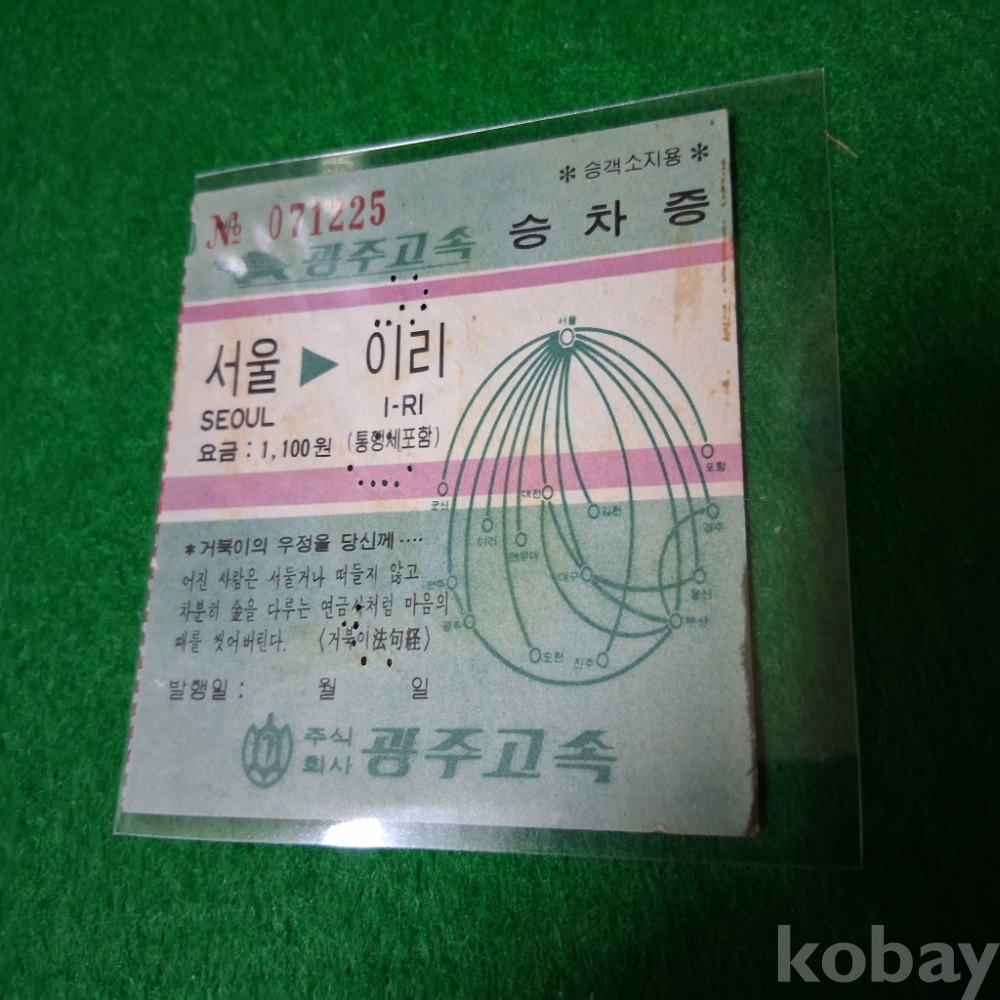 ＊ 승객소지용 ＊
№ 071225
승차증
광주고속
서울 ▶ 이리
SEOUL I-RI
요금 : 1,100원 (통행세포함)
서울
포항
군산
대전
김천
경주
이리
연무대
대구
울산
전주
광주
부산
순천
진주
＊거북이의 우정을 당신께····
어진 사람은 서둘거나 떠들지 않고
차분히 金을 다루는 연금사처럼 마음의
때를 씻어버린다. 〈거북이法句経〉
발행일 : 월 일
주식
회사
광주고속
kobay